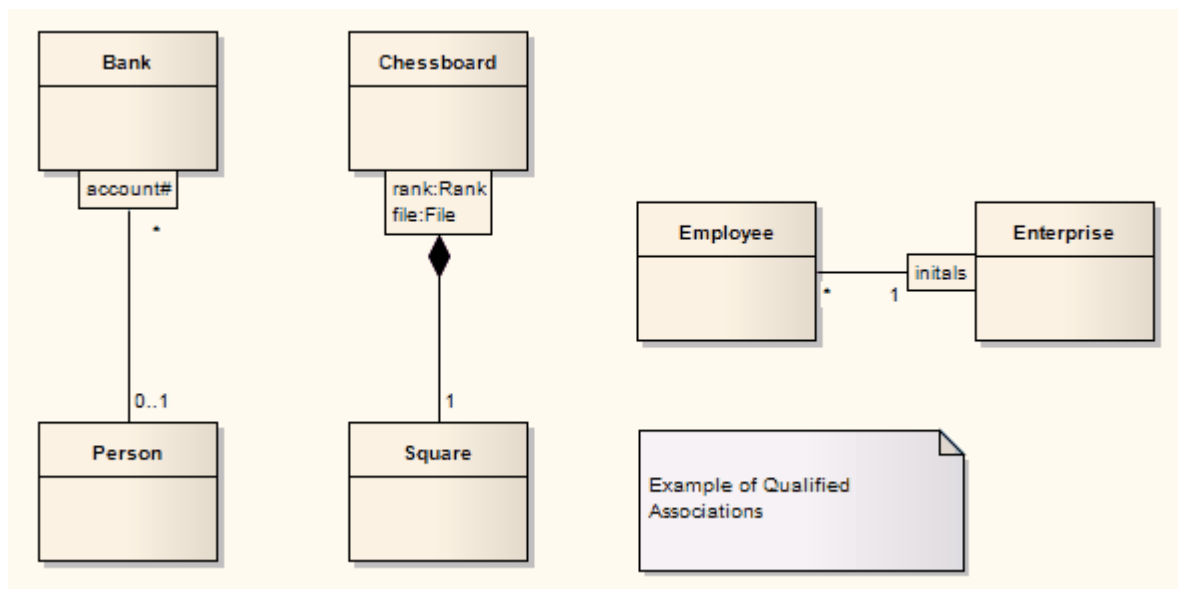 Bank
account#
*
0..1
Person
Chessboard
rank:Rank
file:File
1
Square
Employee
*
1
initals
Enterprise
Example of Qualified
Associations